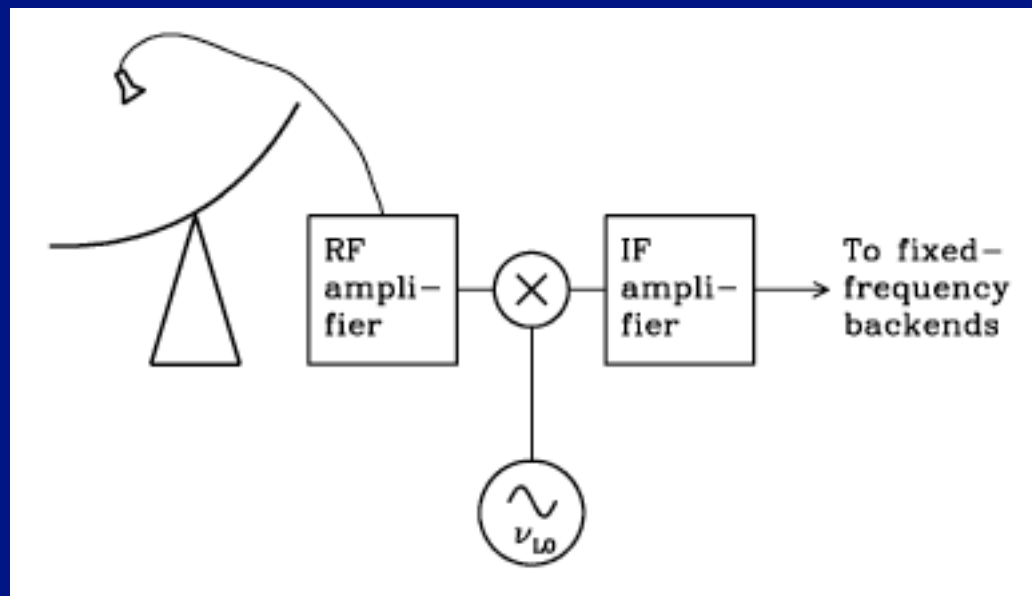 RF
ampli-
fier
IF
ampli-
fier
To fixed-
frequency
backends
ν_LO